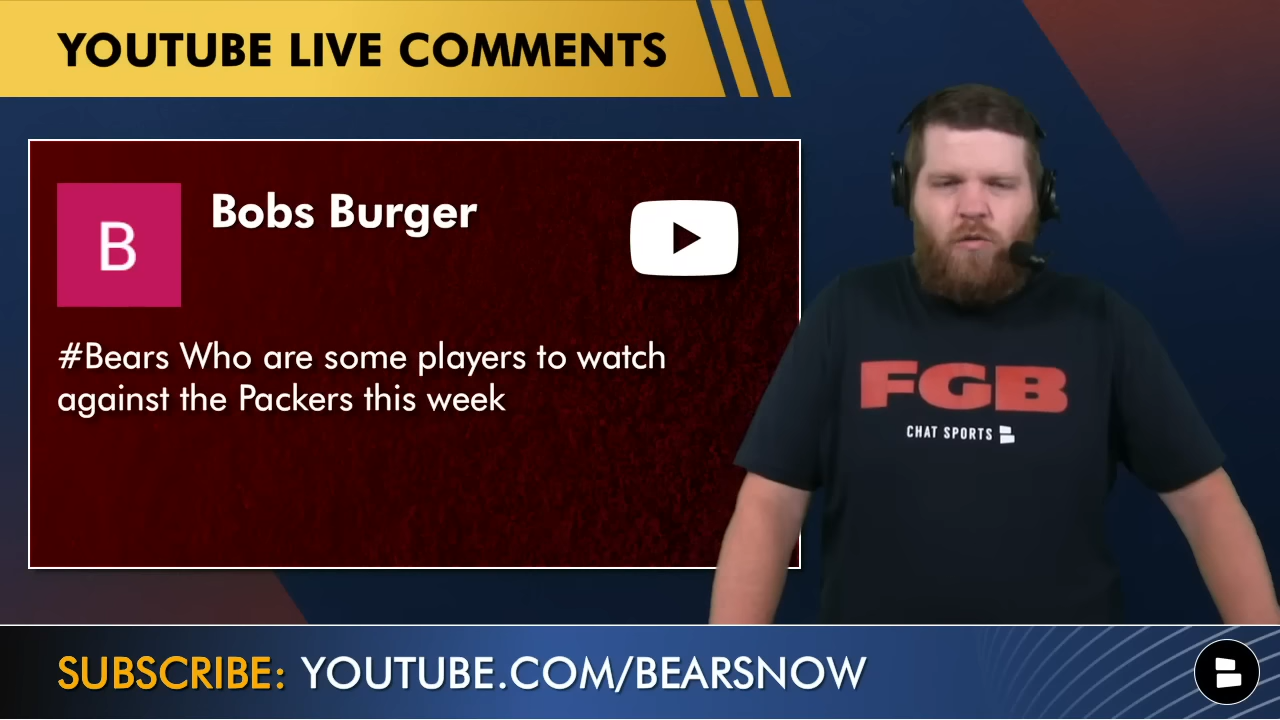 YOUTUBE LIVE COMMENTS
B
Bobs Burger
#Bears Who are some players to watch
against the Packers this week
FGB
CHAT SPORTS
SUBSCRIBE: YOUTUBE.COM/BEARSNOW